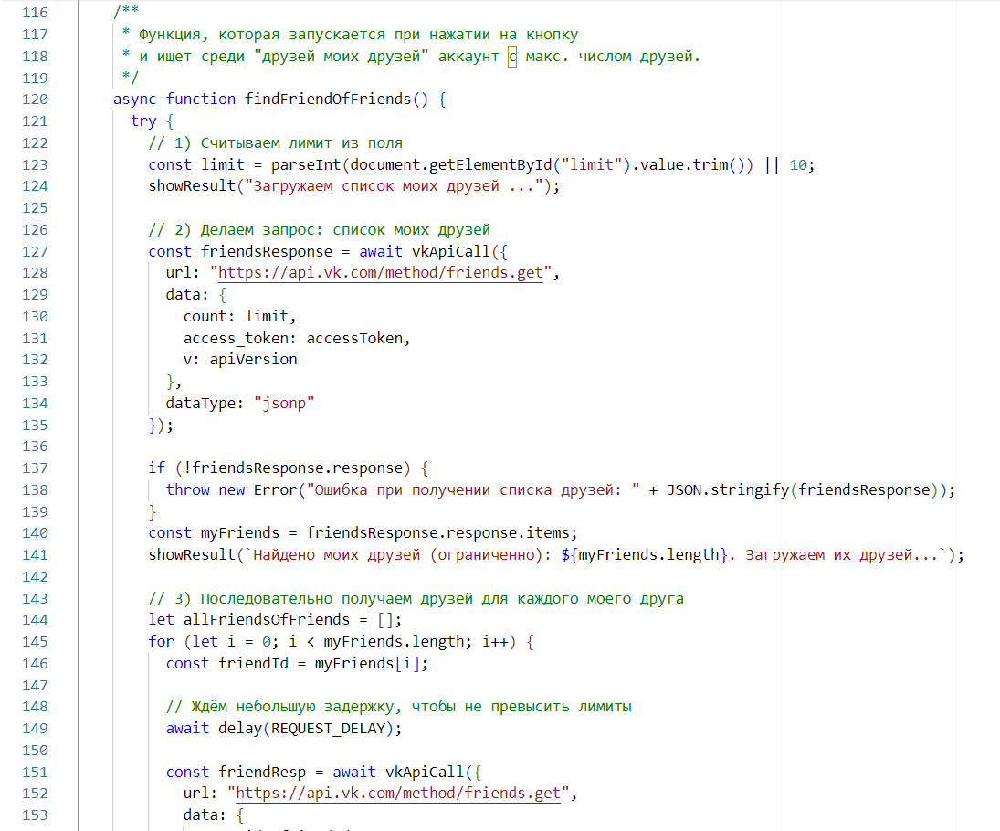 116 /**
117 * Функция, которая запускается при нажатии на кнопку
118 * и ищет среди "друзей моих друзей" аккаунт с макс. числом друзей.
119 */
120 async function findFriendOfFriends() {
121 try {
122 // 1) Считываем лимит из поля
123 const limit = parseInt(document.getElementById("limit").value.trim()) || 10;
124 showResult("Загружаем список моих друзей ...");
125
126 // 2) Делаем запрос: список моих друзей
127 const friendsResponse = await vkApiCall({
128 url: "https://api.vk.com/method/friends.get",
129 data: {
130 count: limit,
131 access_token: accessToken,
132 v: apiVersion
133 },
134 dataType: "jsonp"
135 });
136
137 if (!friendsResponse.response) {
138 throw new Error("Ошибка при получении списка друзей: " + JSON.stringify(friendsResponse));
139 }
140 const myFriends = friendsResponse.response.items;
141 showResult(`Найдено моих друзей (ограниченно): ${myFriends.length}. Загружаем их друзей...`);
142
143 // 3) Последовательно получаем друзей для каждого моего друга
144 let allFriendsOfFriends = [];
145 for (let i = 0; i < myFriends.length; i++) {
146 const friendId = myFriends[i];
147
148 // Ждём небольшую задержку, чтобы не превысить лимиты
149 await delay(REQUEST_DELAY);
150
151 const friendResp = await vkApiCall({
152 url: "https://api.vk.com/method/friends.get",
153 data: {